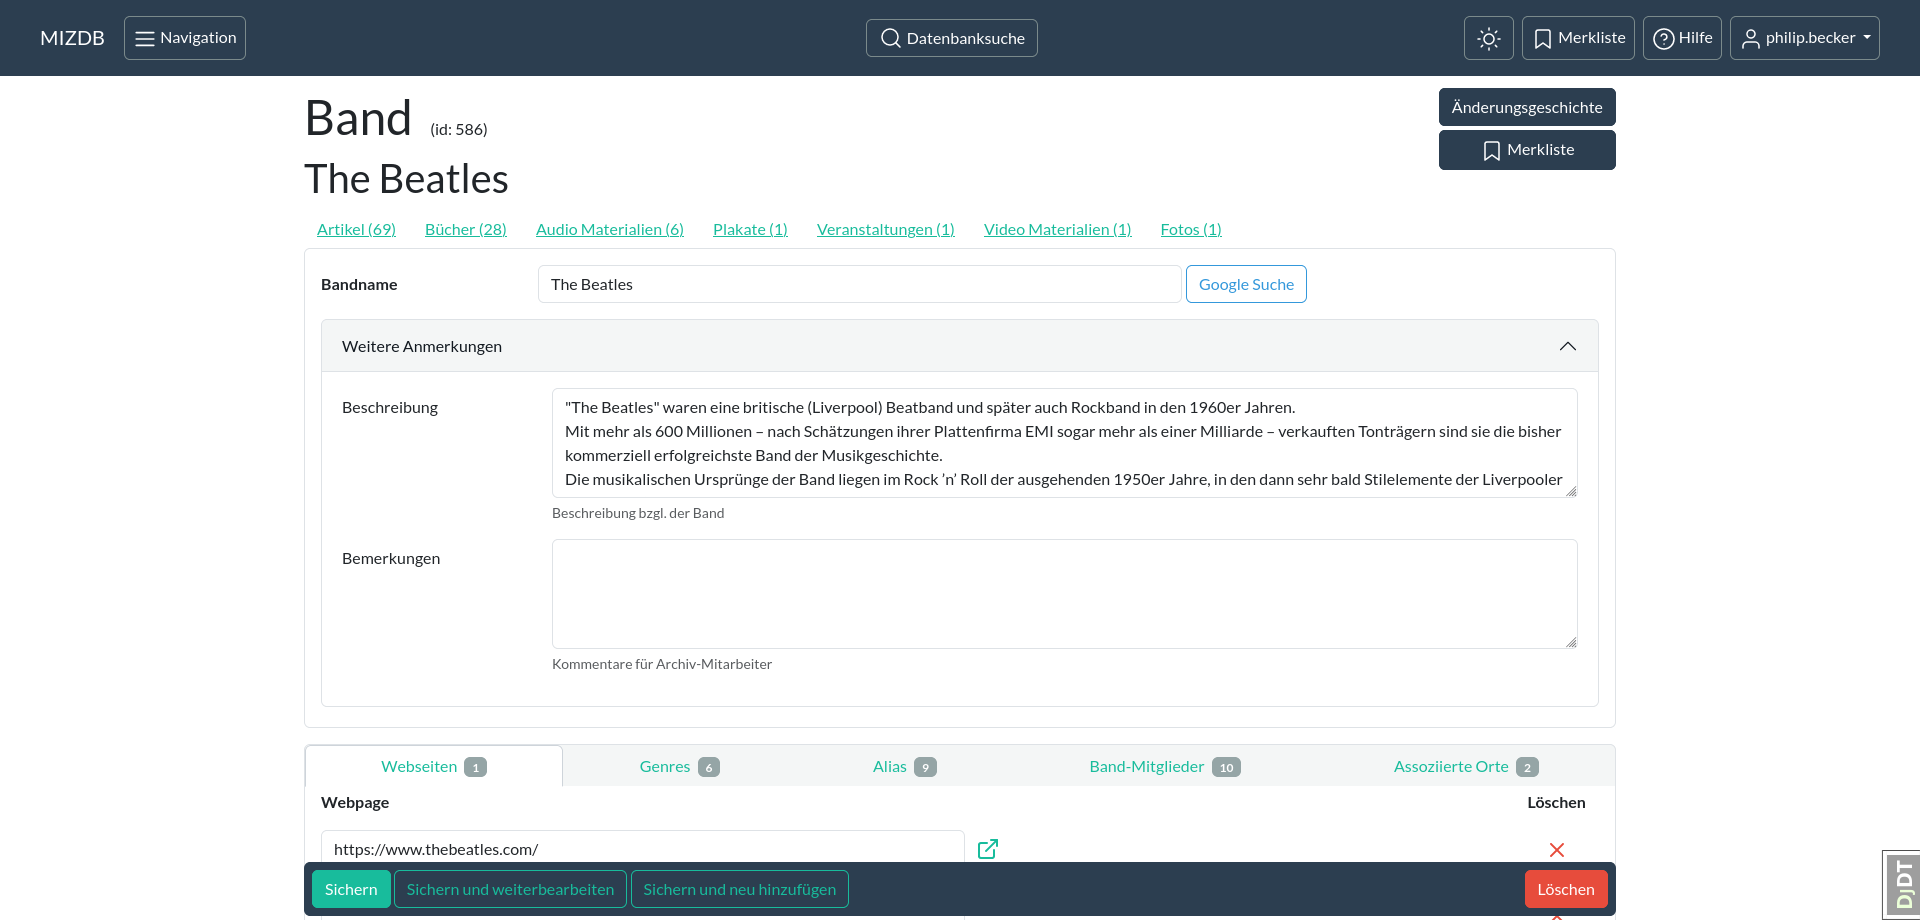 MIZDB
Navigation
Datenbanksuche
Merkliste
Hilfe
philip.becker
Band (id: 586)
Änderungsgeschichte
Merkliste
The Beatles
Artikel (69) Bücher (28) Audio Materialien (6) Plakate (1) Veranstaltungen (1) Video Materialien (1) Fotos (1)
Bandname
The Beatles
Google Suche
Weitere Anmerkungen
Beschreibung
"The Beatles" waren eine britische (Liverpool) Beatband und später auch Rockband in den 1960er Jahren.
Mit mehr als 600 Millionen – nach Schätzungen ihrer Plattenfirma EMI sogar mehr als einer Milliarde – verkauften Tonträgern sind sie die bisher
kommerziell erfolgreichste Band der Musikgeschichte.
Die musikalischen Ursprünge der Band liegen im Rock ’n’ Roll der ausgehenden 1950er Jahre, in den dann sehr bald Stilelemente der Liverpooler
Beschreibung bzgl. der Band
Bemerkungen
Kommentare für Archiv-Mitarbeiter
Webseiten 1
Genres 6
Alias 9
Band-Mitglieder 10
Assoziierte Orte 2
Webpage
Löschen
https://www.thebeatles.com/
Sichern
Sichern und weiterbearbeiten
Sichern und neu hinzufügen
Löschen
DjDT